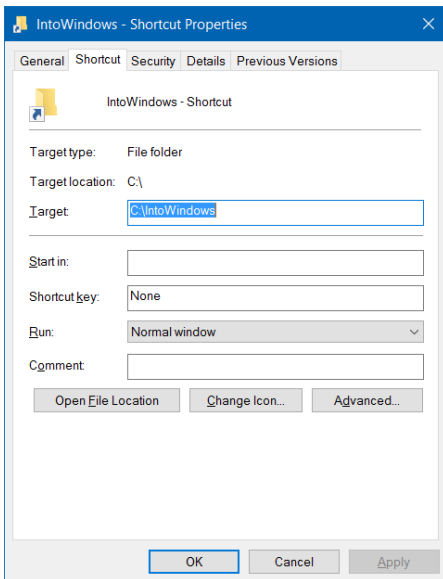 IntoWindows - Shortcut Properties
General Shortcut Security Details Previous Versions
IntoWindows - Shortcut
Target type: File folder
Target location: C:\
Target: C:\IntoWindows
Start in:
Shortcut key: None
Run: Normal window
Comment:
Open File Location Change Icon... Advanced...
OK Cancel Apply